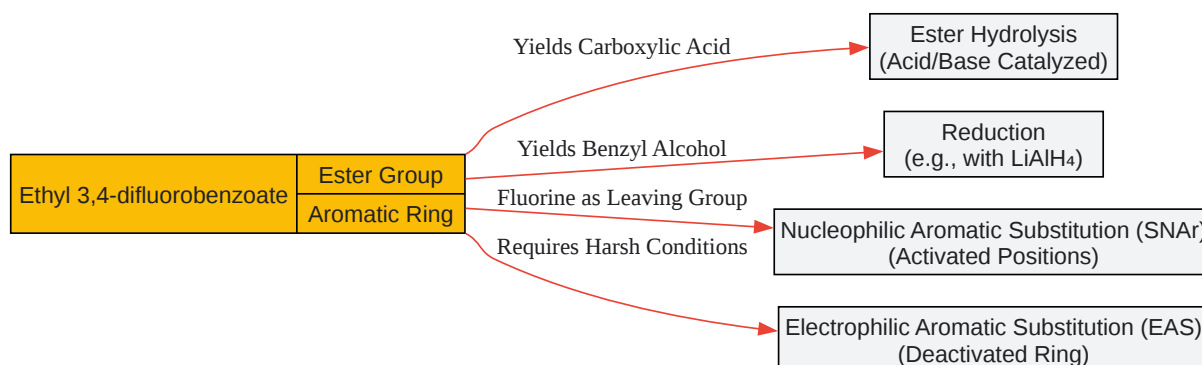 Ethyl 3,4-difluorobenzoate
Ester Group
Aromatic Ring
Yields Carboxylic Acid
Ester Hydrolysis
(Acid/Base Catalyzed)
Yields Benzyl Alcohol
Reduction
(e.g., with LiAlH₄)
Fluorine as Leaving Group
Nucleophilic Aromatic Substitution (SNAr)
(Activated Positions)
Requires Harsh Conditions
Electrophilic Aromatic Substitution (EAS)
(Deactivated Ring)